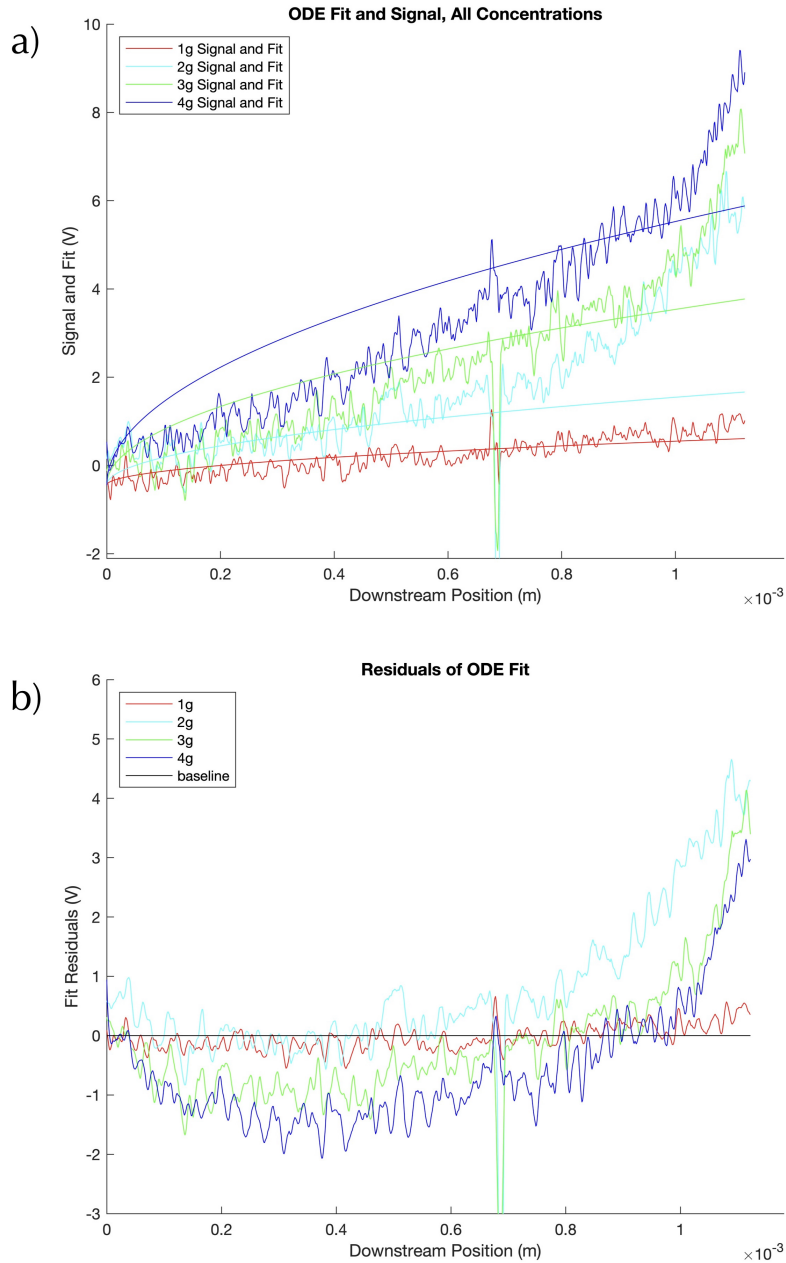 a)
ODE Fit and Signal, All Concentrations
10
8
6
4
2
0
-2
Signal and Fit (V)
1g Signal and Fit
2g Signal and Fit
3g Signal and Fit
4g Signal and Fit
0 0.2 0.4 0.6 0.8 1
×10-3
Downstream Position (m)
b)
Residuals of ODE Fit
6
5
4
3
2
1
0
-1
-2
-3
Fit Residuals (V)
1g
2g
3g
4g
baseline
0 0.2 0.4 0.6 0.8 1
×10-3
Downstream Position (m)